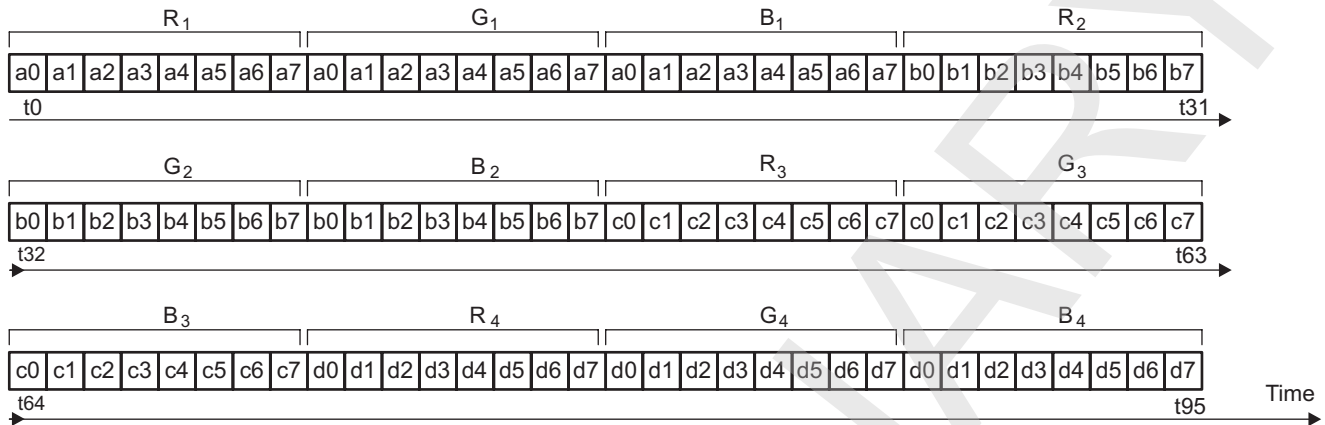 R1 G1 B1 R2
a0 a1 a2 a3 a4 a5 a6 a7 a0 a1 a2 a3 a4 a5 a6 a7 a0 a1 a2 a3 a4 a5 a6 a7 b0 b1 b2 b3 b4 b5 b6 b7
t0 t31
G2 B2 R3 G3
b0 b1 b2 b3 b4 b5 b6 b7 b0 b1 b2 b3 b4 b5 b6 b7 c0 c1 c2 c3 c4 c5 c6 c7 c0 c1 c2 c3 c4 c5 c6 c7
t32 t63
B3 R4 G4 B4
c0 c1 c2 c3 c4 c5 c6 c7 d0 d1 d2 d3 d4 d5 d6 d7 d0 d1 d2 d3 d4 d5 d6 d7 d0 d1 d2 d3 d4 d5 d6 d7
t64 t95 Time